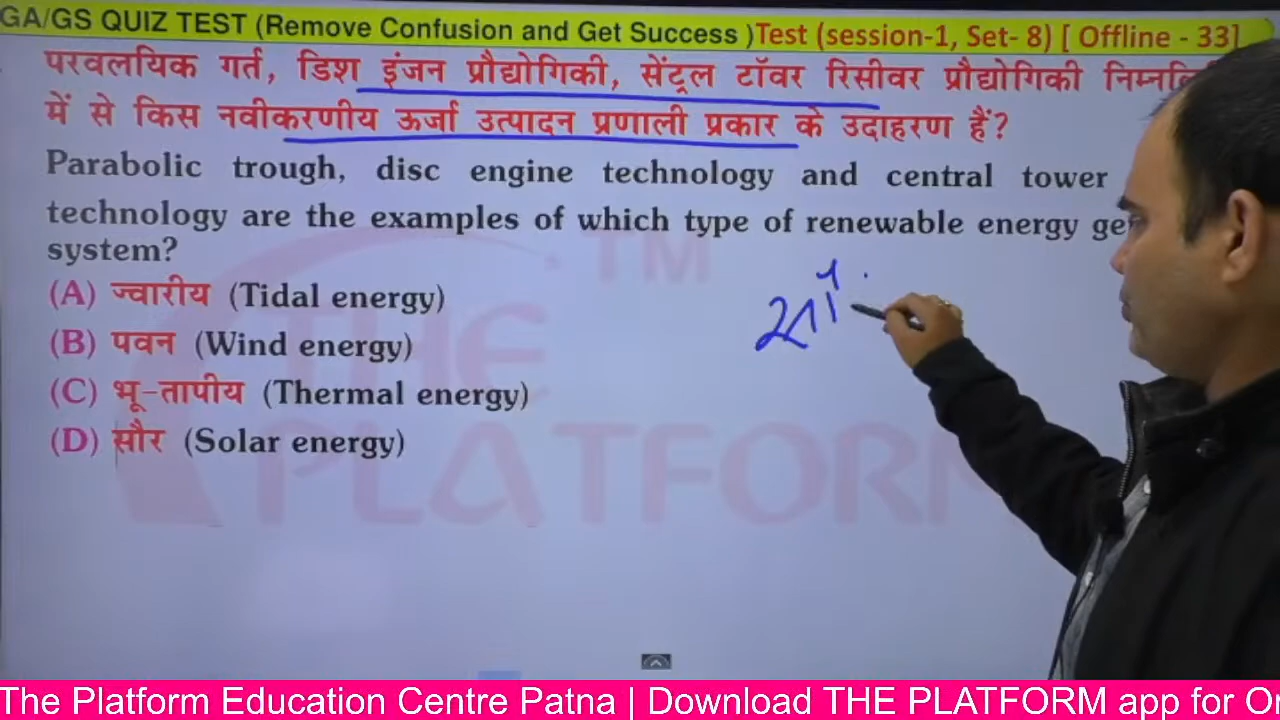 GA/GS QUIZ TEST (Remove Confusion and Get Success )Test (session-1, Set- 8) [ Offline - 33]
परवलयिक गर्त, डिश इंजन प्रौद्योगिकी, सेंट्रल टॉवर रिसीवर प्रौद्योगिकी
में से किस नवीकरणीय ऊर्जा उत्पादन प्रणाली प्रकार के उदाहरण हैं?
Parabolic trough, disc engine technology and central tower
technology are the examples of which type of renewable energy
system?
(A) ज्वारीय (Tidal energy)
(B) पवन (Wind energy)
(C) भू-तापीय (Thermal energy)
(D) सौर (Solar energy)
THE TM
PLATFORM
The Platform Education Centre Patna | Download THE PLATFORM app for